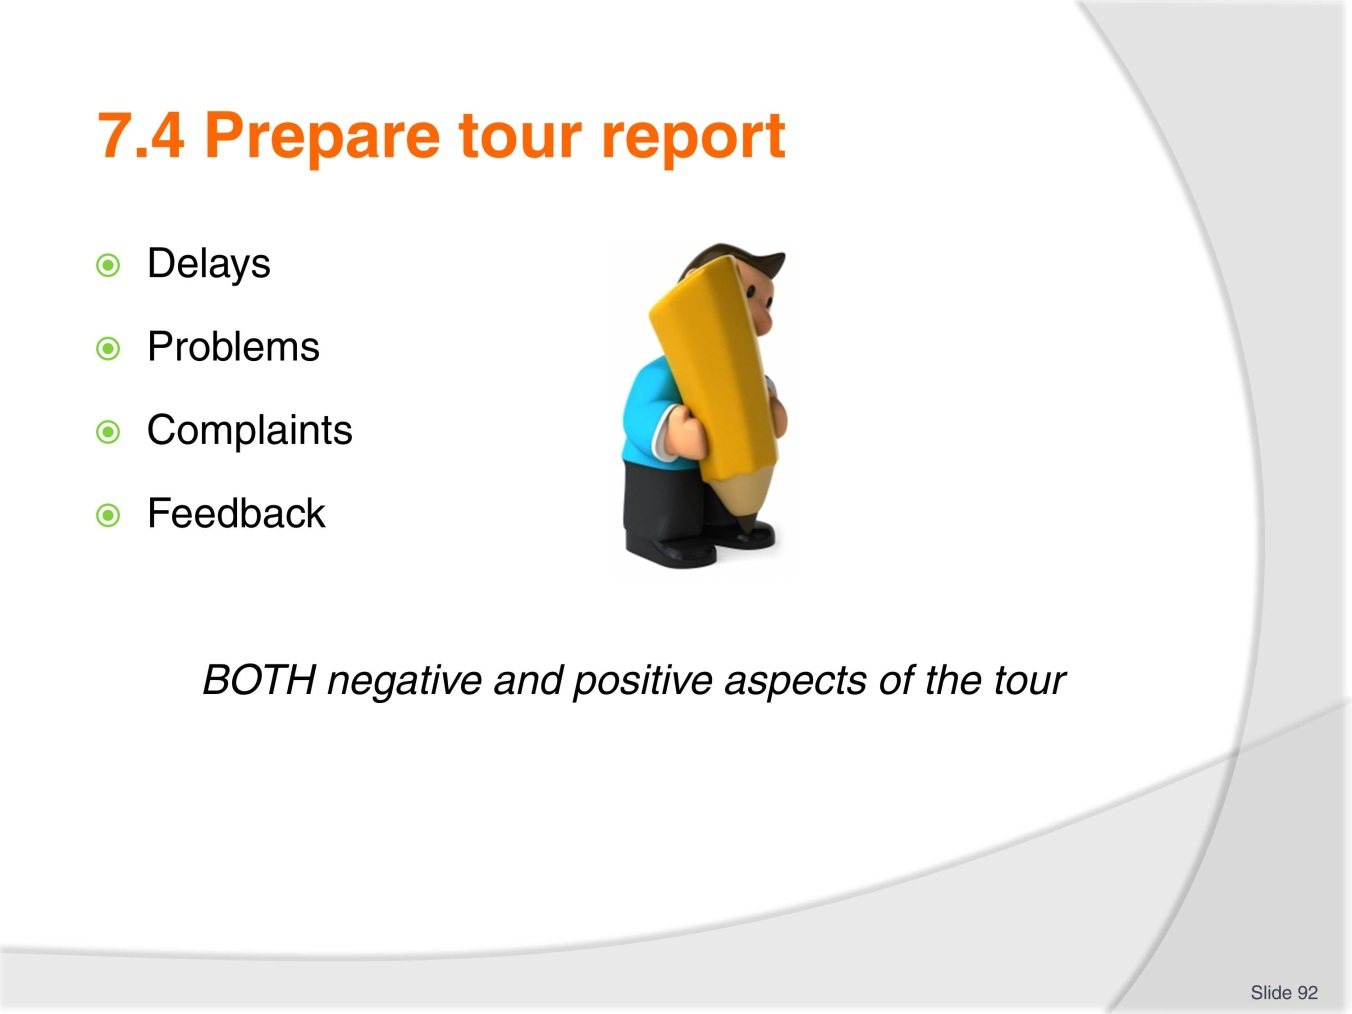 7.4 Prepare tour report
Delays
Problems
Complaints
Feedback
BOTH negative and positive aspects of the tour
Slide 92